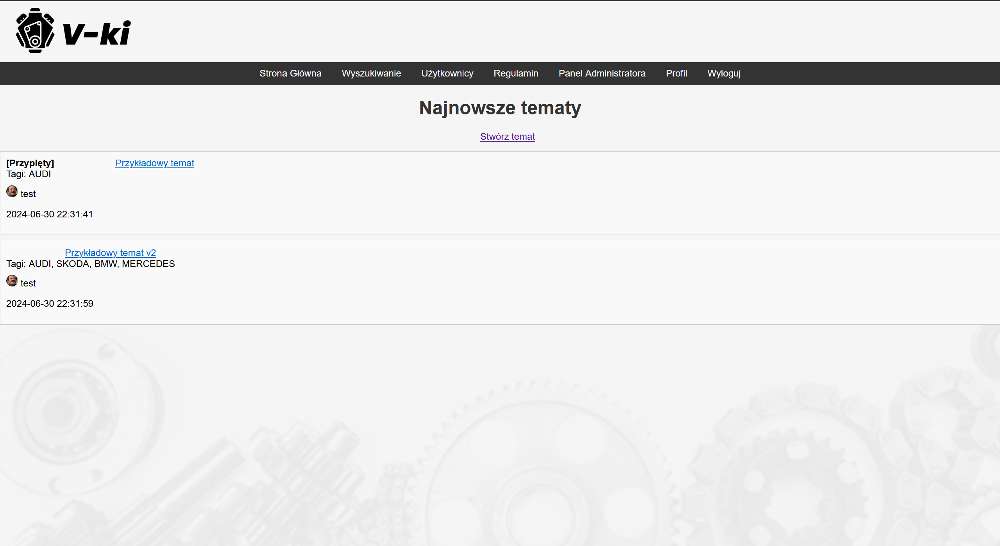 V-ki
Strona Główna Wyszukiwanie Użytkownicy Regulamin Panel Administratora Profil Wyloguj
Najnowsze tematy
Stwórz temat
[Przypięty] Przykładowy temat
Tagi: AUDI
test
2024-06-30 22:31:41
Przykładowy temat v2
Tagi: AUDI, SKODA, BMW, MERCEDES
test
2024-06-30 22:31:59